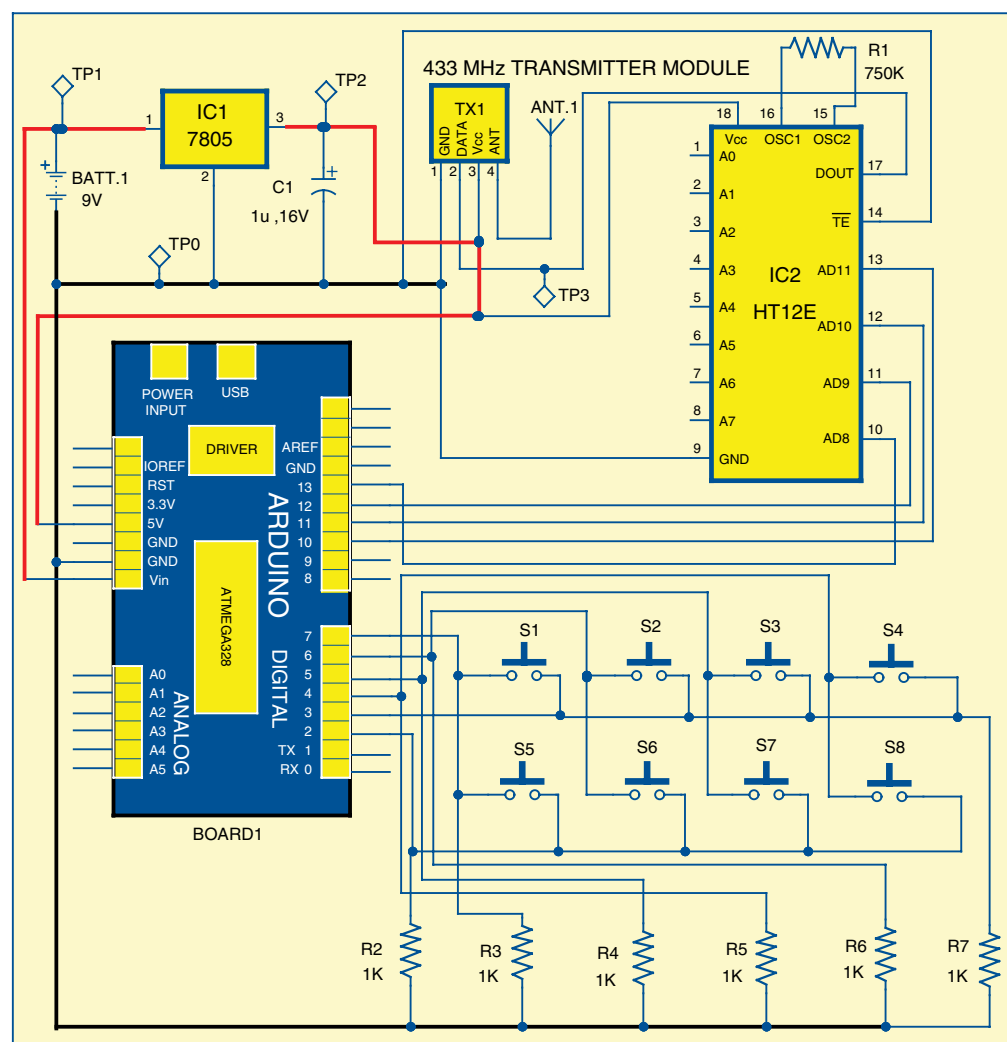 TP1
TP2
433 MHz TRANSMITTER MODULE
R1
750K
IC1
7805
1
3
2
TX1
GND
DATA
Vcc
ANT
1
2
3
4
ANT.1
BATT.1
9V
+
C1
1u ,16V
+
TP0
TP3
18
16
15
Vcc
OSC1
OSC2
1
A0
2
A1
3
A2
4
A3
5
A4
6
A5
7
A6
8
A7
9
GND
DOUT
17
TE
14
AD11
13
AD10
12
AD9
11
AD8
10
IC2
HT12E
POWER
INPUT
USB
DRIVER
ARDUINO
ATMEGA328
DIGITAL
ANALOG
IOREF
RST
3.3V
5V
GND
GND
Vin
A0
A1
A2
A3
A4
A5
AREF
GND
13
12
11
10
9
8
7
6
5
4
3
2
TX 1
RX 0
BOARD1
S1
S2
S3
S4
S5
S6
S7
S8
R2
1K
R3
1K
R4
1K
R5
1K
R6
1K
R7
1K